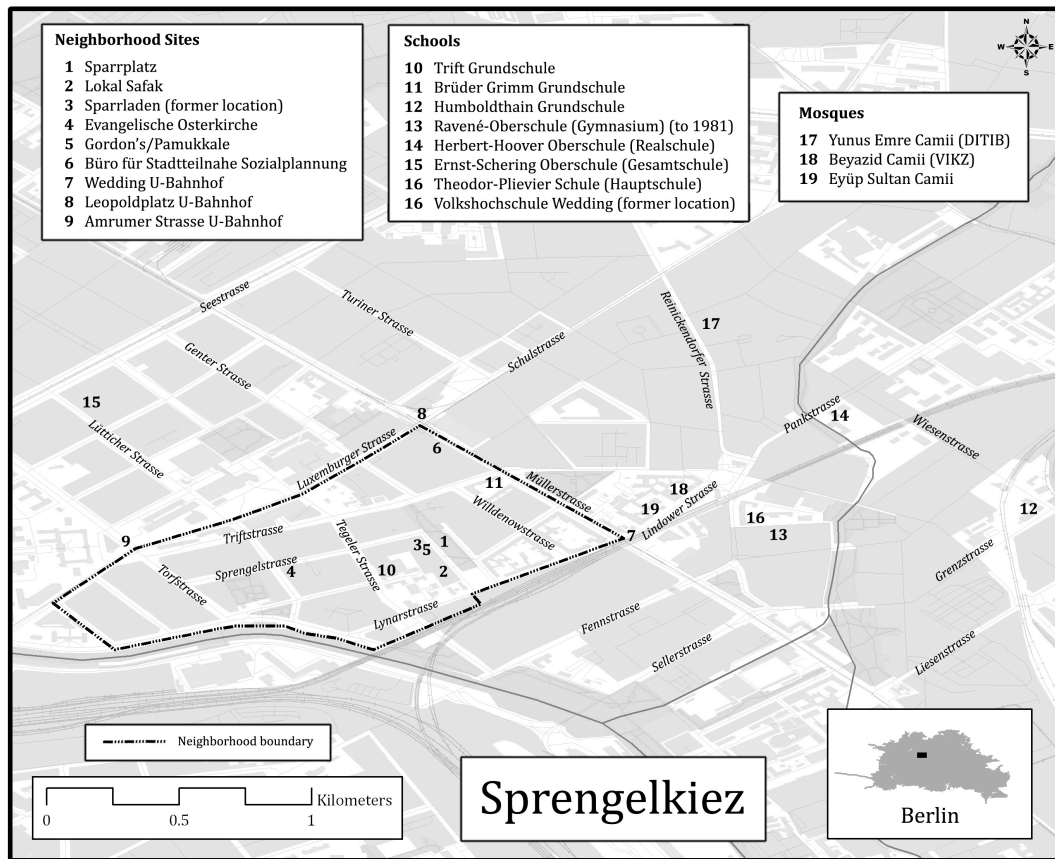 Neighborhood Sites
1 Sparrplatz
2 Lokal Safak
3 Sparrladen (former location)
4 Evangelische Osterkirche
5 Gordon's/Pamukkale
6 Büro für Stadtteilnahe Sozialplannung
7 Wedding U-Bahnhof
8 Leopoldplatz U-Bahnhof
9 Amrumer Strasse U-Bahnhof
Schools
10 Trift Grundschule
11 Brüder Grimm Grundschule
12 Humboldthain Grundschule
13 Ravené-Oberschule (Gymnasium) (to 1981)
14 Herbert-Hoover Oberschule (Realschule)
15 Ernst-Schering Oberschule (Gesamtschule)
16 Theodor-Plievier Schule (Hauptschule)
16 Volkshochschule Wedding (former location)
Mosques
17 Yunus Emre Camii (DITIB)
18 Beyazid Camii (VIKZ)
19 Eyüp Sultan Camii
N
W E
S
Seestrasse
Turiner Strasse
Reinickendorfer Strasse
17
Genter Strasse
Schulstrasse
15
8
Pankstrasse
14
Lütticher Strasse
Wiesenstrasse
6
Luxemburger Strasse
11
Müllerstrasse
18
19
Lindower Strasse
12
16
Willdenowstrasse
13
7
9
Triftstrasse
Tegeler Strasse
3
5
1
Sprengelstrasse
4
10
2
Torfstrasse
Grenzstrasse
Lynarstrasse
Fennstrasse
Sellerstrasse
Liesenstrasse
Neighborhood boundary
Kilometers
0 0.5 1
Sprengelkiez
Berlin